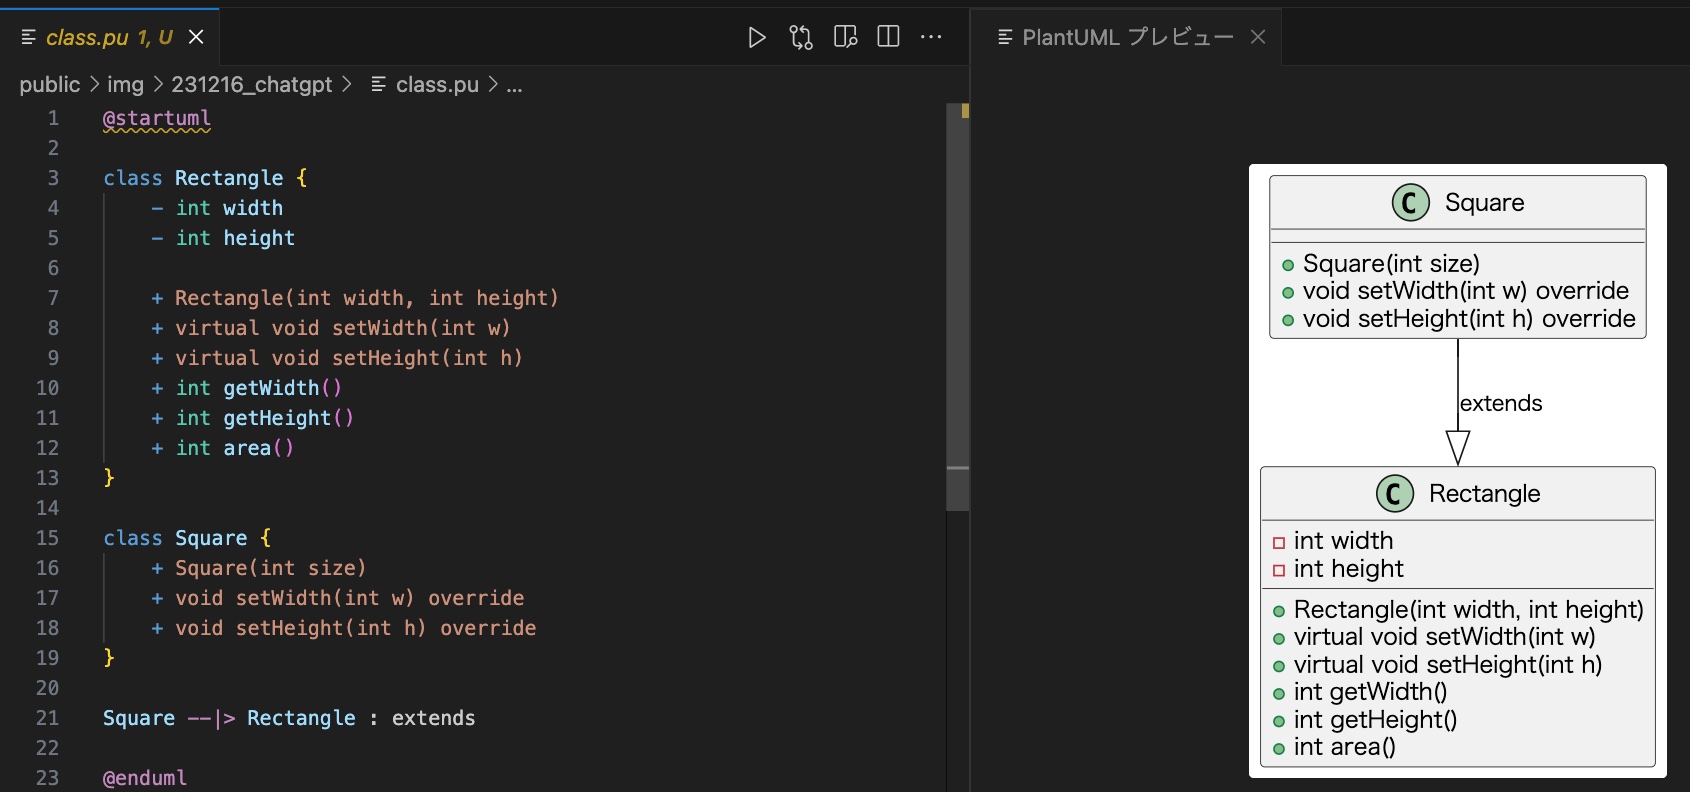 class.pu 1, U
PlantUML プレビュー
public > img > 231216_chatgpt > class.pu > ...
1 @startuml
2
3 class Rectangle {
4 - int width
5 - int height
6
7 + Rectangle(int width, int height)
8 + virtual void setWidth(int w)
9 + virtual void setHeight(int h)
10 + int getWidth()
11 + int getHeight()
12 + int area()
13 }
14
15 class Square {
16 + Square(int size)
17 + void setWidth(int w) override
18 + void setHeight(int h) override
19 }
20
21 Square --|> Rectangle : extends
22
23 @enduml
C Square
Square(int size)
void setWidth(int w) override
void setHeight(int h) override
extends
C Rectangle
int width
int height
Rectangle(int width, int height)
virtual void setWidth(int w)
virtual void setHeight(int h)
int getWidth()
int getHeight()
int area()